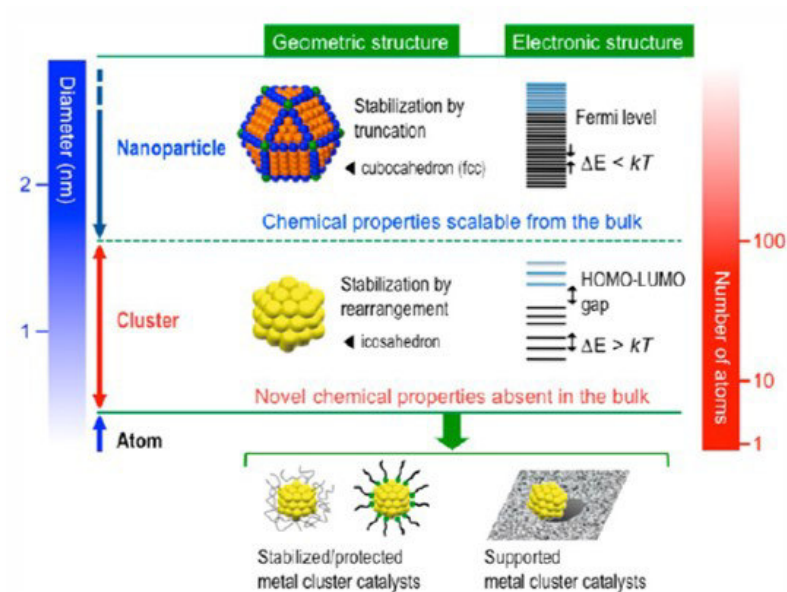 Geometric structure
Electronic structure
Diameter (nm)
2
1
Nanoparticle
Stabilization by
truncation
◄ cubocahedron (fcc)
Fermi level
ΔE < kT
Chemical properties scalable from the bulk
Cluster
Stabilization by
rearrangement
◄ icosahedron
HOMO-LUMO
gap
ΔE > kT
Novel chemical properties absent in the bulk
Atom
Number of atoms
100
10
1
Stabilized/protected
metal cluster catalysts
Supported
metal cluster catalysts